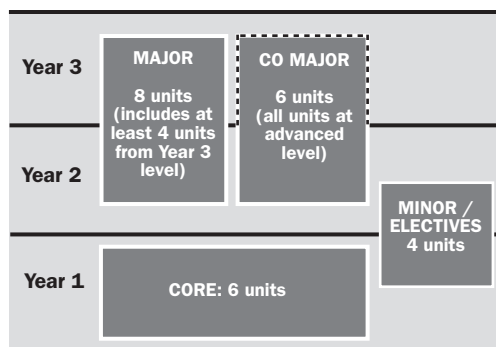 Year 3
MAJOR
8 units
(includes at
least 4 units
from Year 3
level)
CO MAJOR
6 units
(all units at
advanced
level)
Year 2
MINOR /
ELECTIVES
4 units
Year 1
CORE: 6 units